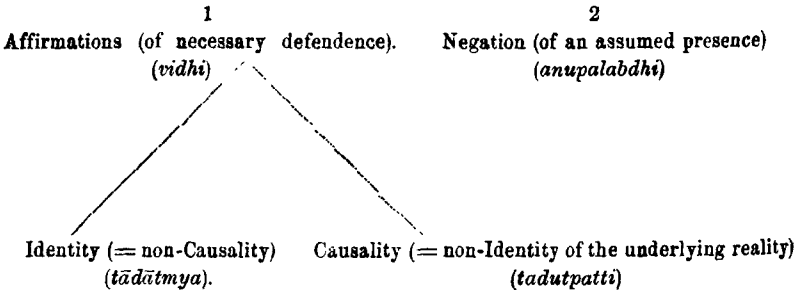 1 2
Affirmations (of necessary defendence). Negation (of an assumed presence)
(vidhi) (anupalabdhi)
Identity (= non-Causality) Causality (= non-Identity of the underlying reality)
(tādātmya). (tadutpatti)